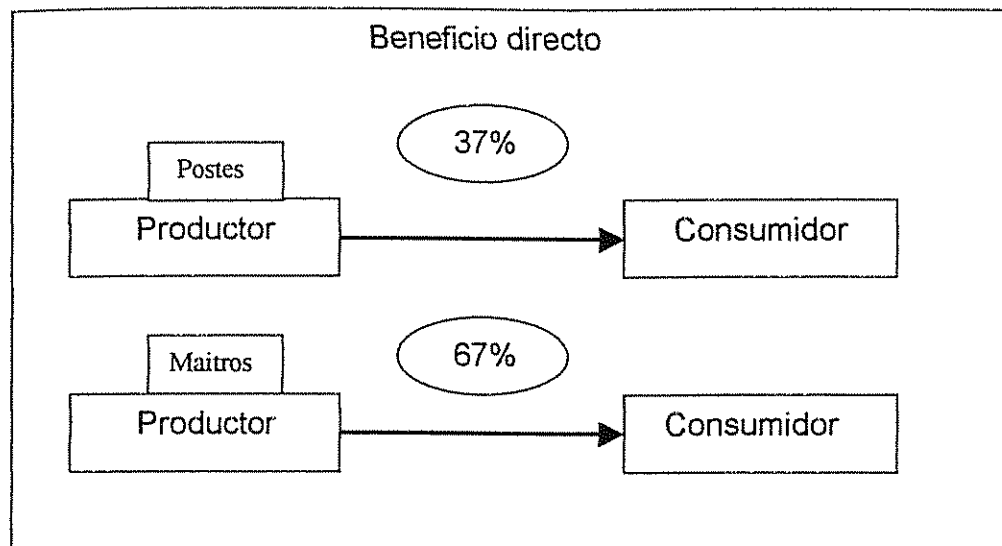 Beneficio directo
37%
Postes
Productor
Consumidor
67%
Maitros
Productor
Consumidor